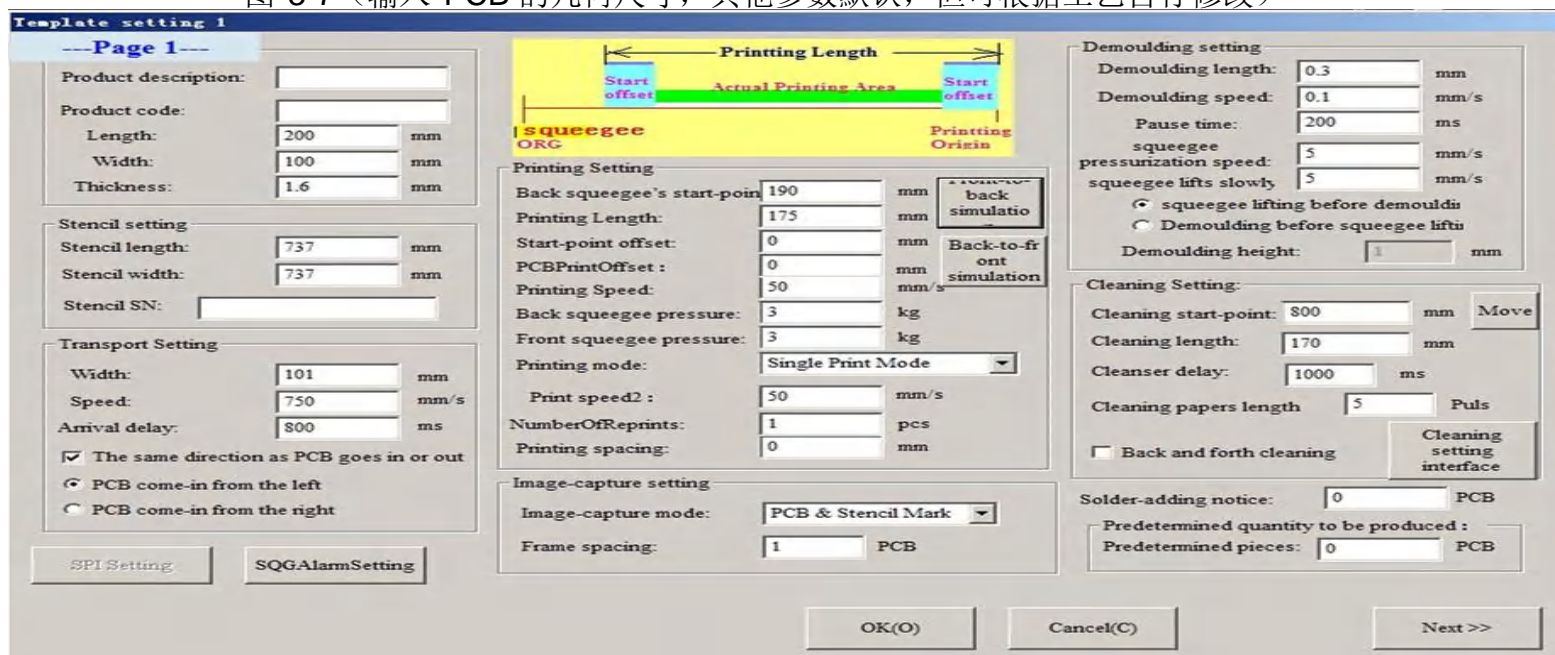 Template setting 1
---Page 1---
Product description:
Product code:
Length: 200 mm
Width: 100 mm
Thickness: 1.6 mm
Stencil setting
Stencil length: 737 mm
Stencil width: 737 mm
Stencil SN:
Transport Setting
Width: 101 mm
Speed: 750 mm/s
Arrival delay: 800 ms
The same direction as PCB goes in or out
PCB come-in from the left
PCB come-in from the right
SPI Setting SQGAlarmSetting
Printting Length
Start offset Actual Printing Area Start offset
squeegee ORG Printting Origin
Printing Setting
Back squeegee's start-poin 190 mm
back simulatio
Printing Length: 175 mm
Start-point offset: 0 mm
Back-to-fr ont simulation
PCBPrintOffset : 0 mm
Printing Speed: 50 mm/s
Back squeegee pressure: 3 kg
Front squeegee pressure: 3 kg
Printing mode: Single Print Mode
Print speed2 : 50 mm/s
NumberOfReprints: 1 pcs
Printing spacing: 0 mm
Image-capture setting
Image-capture mode: PCB & Stencil Mark
Frame spacing: 1 PCB
Demoulding setting
Demoulding length: 0.3 mm
Demoulding speed: 0.1 mm/s
Pause time: 200 ms
squeegee
pressurization speed: 5 mm/s
squeegee lifts slowly 5 mm/s
squeegee lifting before demouldi
Demoulding before squeegee lifti
Demoulding height: 1 mm
Cleaning Setting:
Cleaning start-point: 800 mm Move
Cleaning length: 170 mm
Cleanser delay: 1000 ms
Cleaning papers length 5 Puls
Back and forth cleaning
Cleaning setting interface
Solder-adding notice: 0 PCB
Predetermined quantity to be produced :
Predetermined pieces: 0 PCB
OK(O) Cancel(C) Next >>